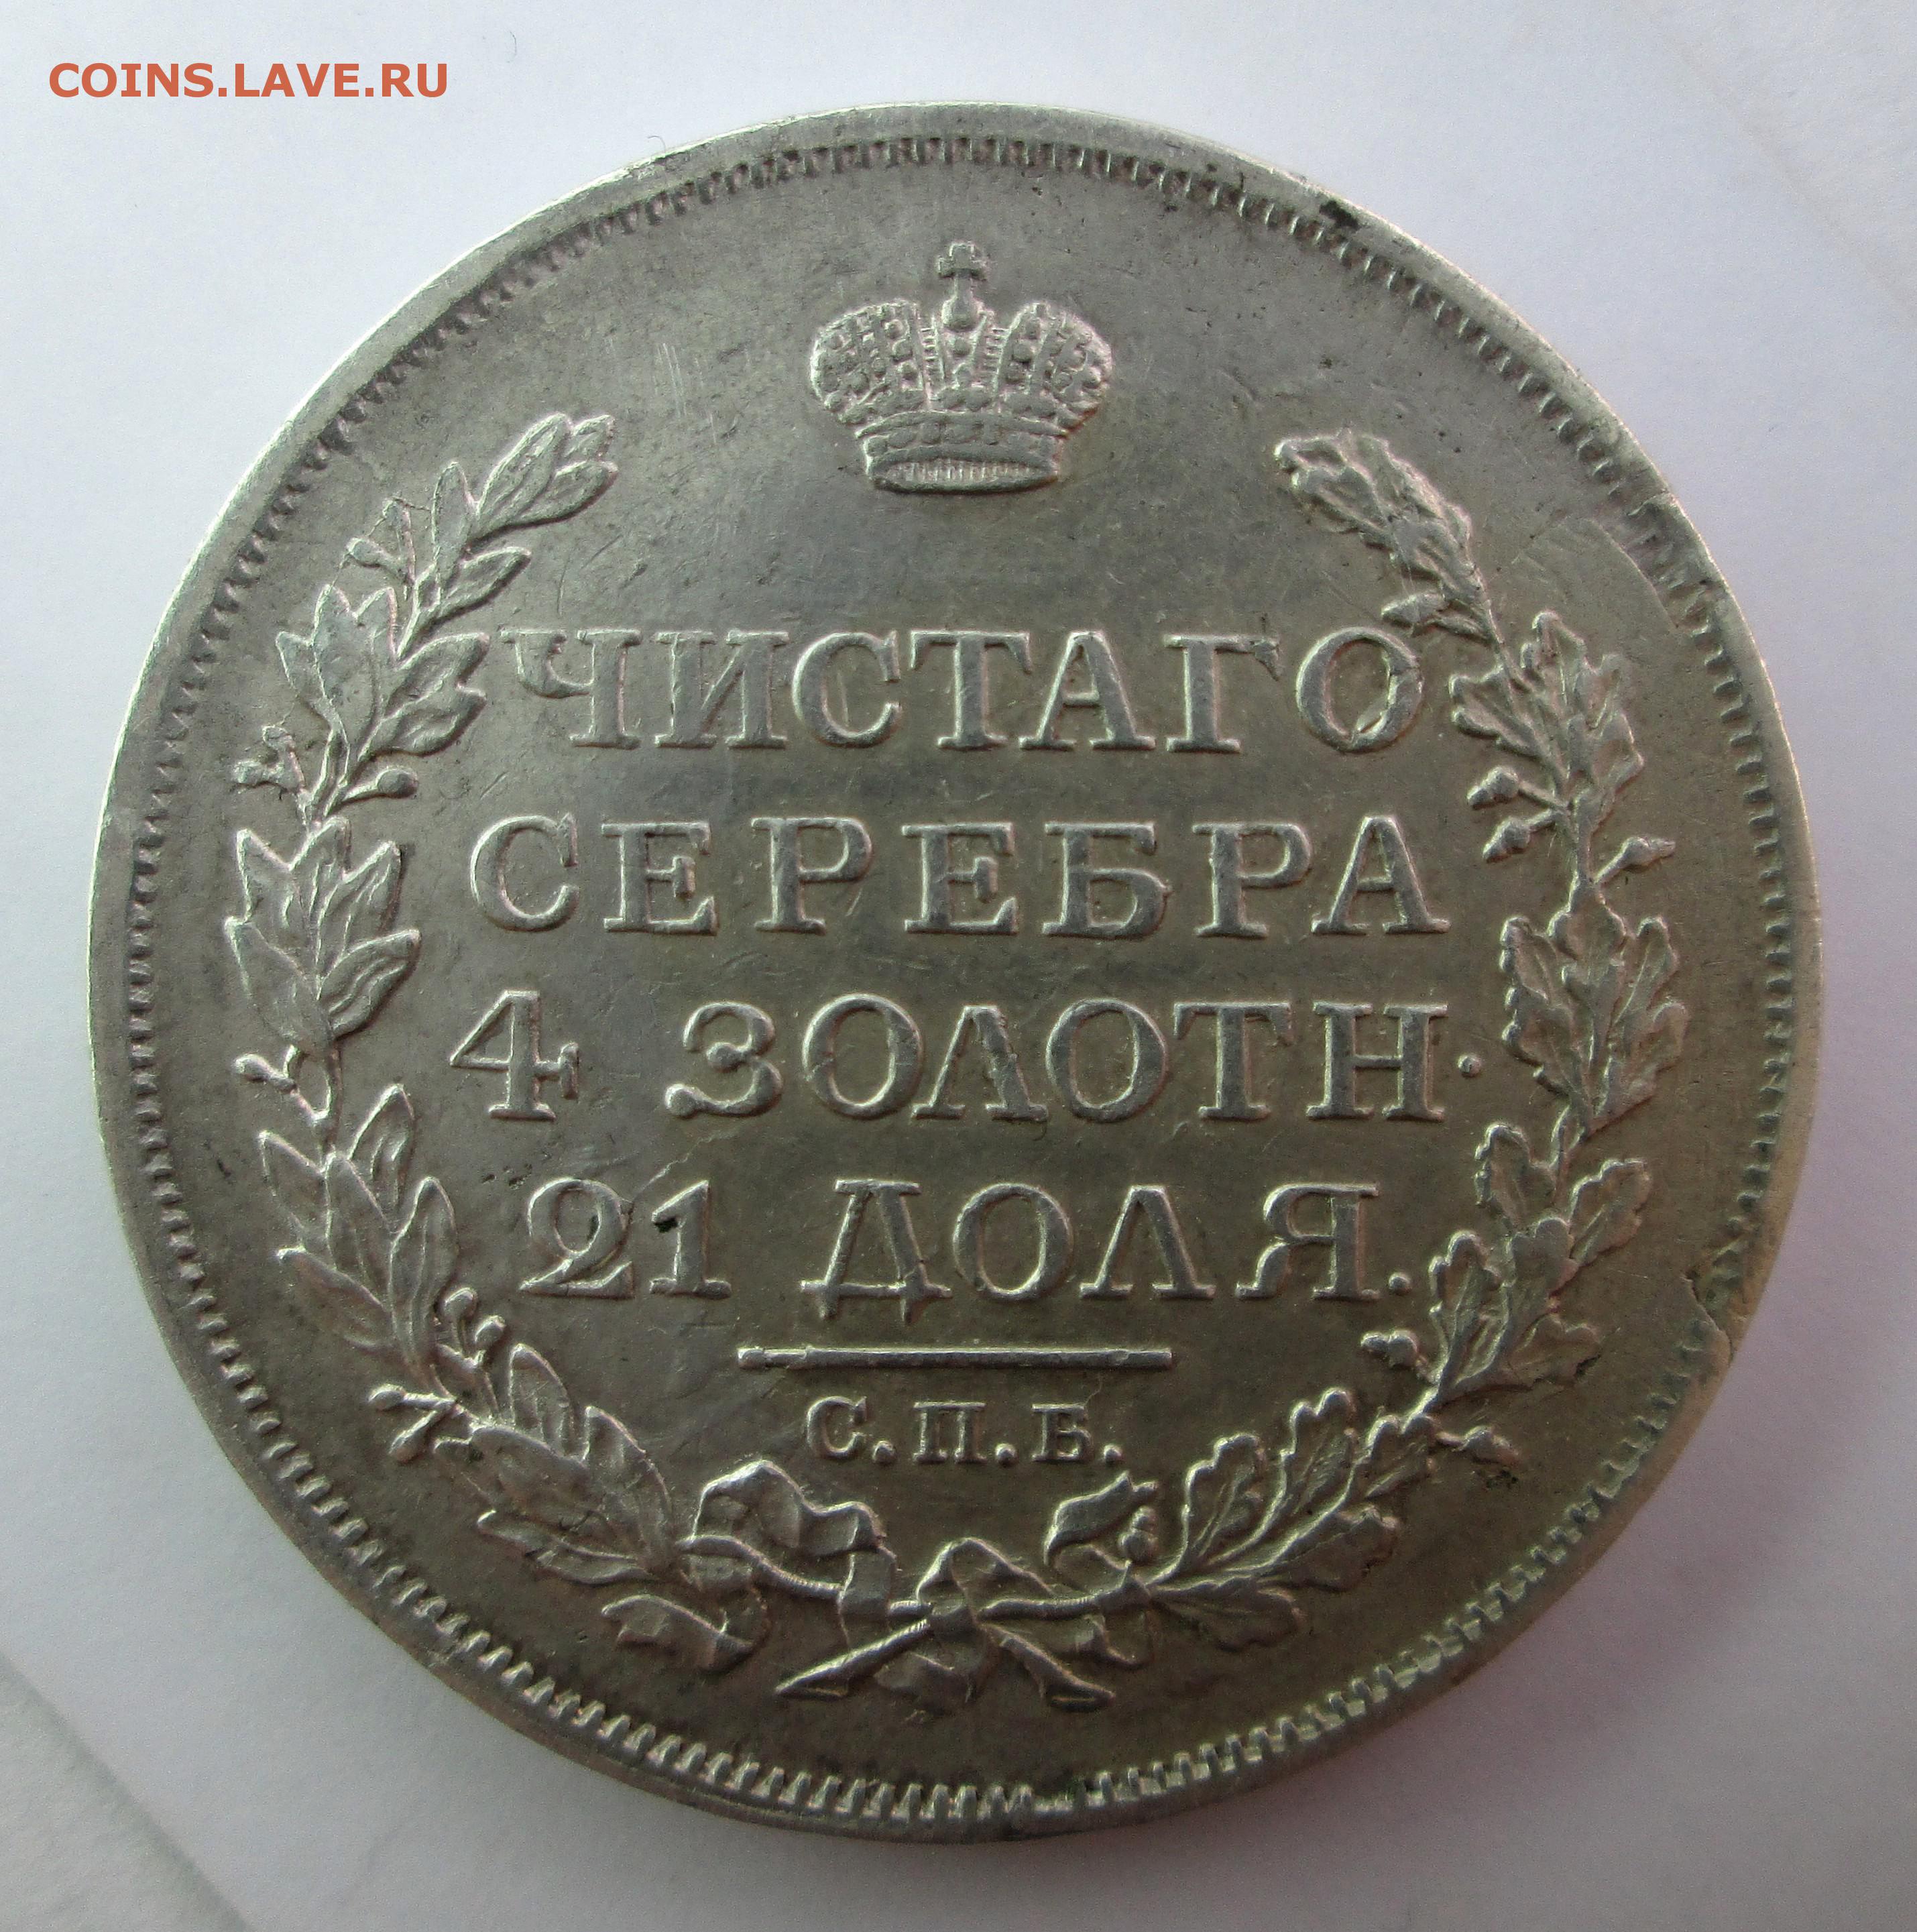 COINS.LAVE.RU
ЧИСТАГО
СЕРЕБРА
4 ЗОЛОТН.
21 ДОЛЯ.
С.П.Б.